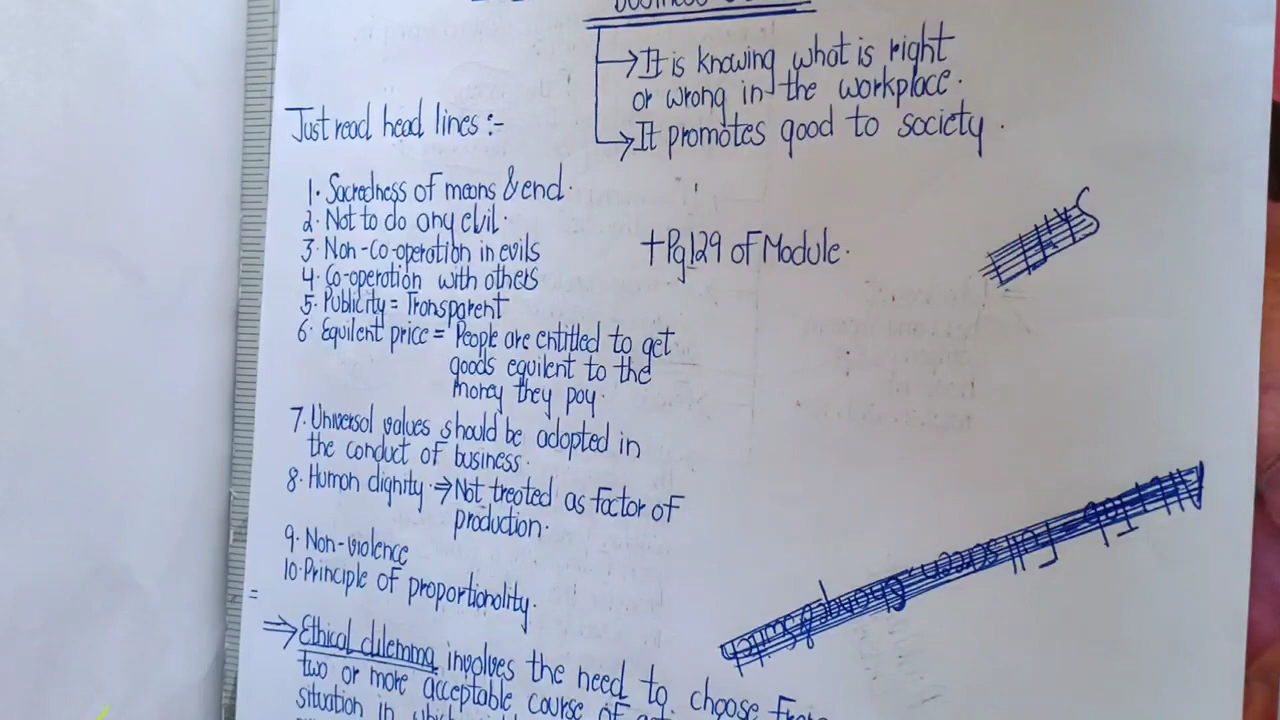 Business
→ It is knowing what is right
or wrong in the workplace.
→ It promotes good to society.
Just read head lines :-
1. Sacredness of means & end.
2. Not to do any evil.
3. Non-Co-operation in evils
4. Co-operation with others
5. Publicity = Transparent
6. Equilent price = People are entitled to get
goods equilent to the
money they pay.
+Pg129 of Module.
7. Universal values should be adopted in
the conduct of business.
8. Human dignity ⇒ Not treated as factor of
production.
9. Non-violence
10. Principle of proportionality.
⇒ Ethical dilemma involves the need to choose from
two or more acceptable course of
situation in which